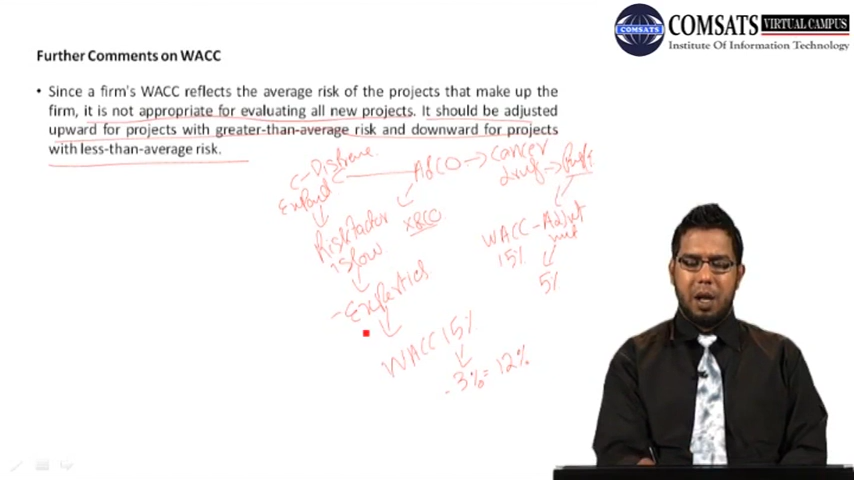 COMSATS VIRTUAL CAMPUS
Institute Of Information Technology
Further Comments on WACC
• Since a firm's WACC reflects the average risk of the projects that make up the
firm, it is not appropriate for evaluating all new projects. It should be adjusted
upward for projects with greater-than-average risk and downward for projects
with less-than-average risk.
ABCO → Cancer
drug →
Expand
Risk factor
is low
XBCO
WACC - Adjust
ment
15%
5%
- Experties
WACC 15%
- 3% = 12%
COMSATS